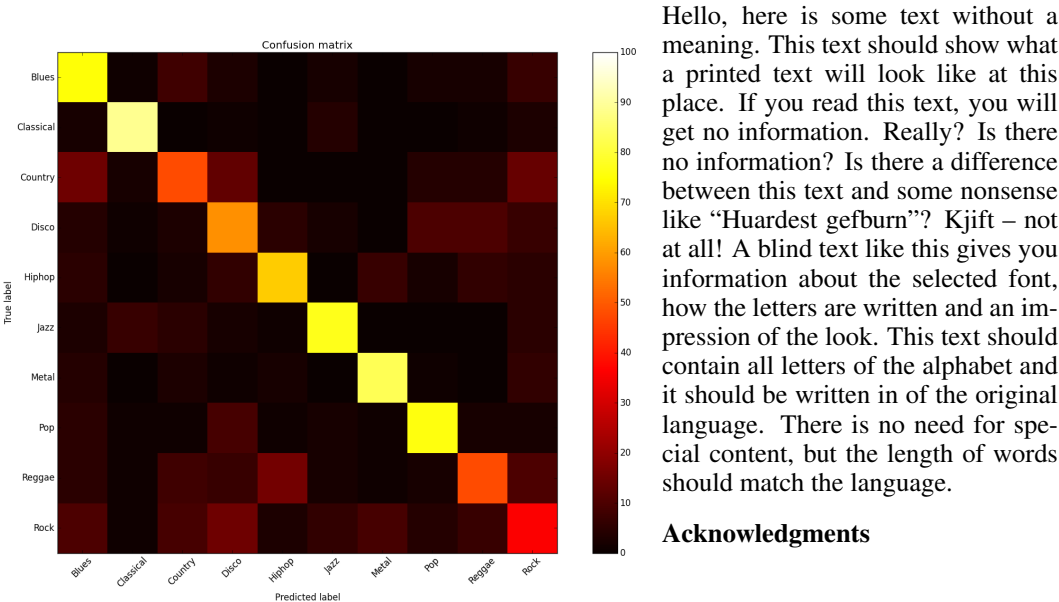 Confusion matrix
Blues
Classical
Country
Disco
Hiphop
Jazz
Metal
Pop
Reggae
Rock
True label
Blues
Classical
Country
Disco
Hiphop
Jazz
Metal
Pop
Reggae
Rock
Predicted label
100
90
80
70
60
50
40
30
20
10
0
Hello, here is some text without a
meaning. This text should show what
a printed text will look like at this
place. If you read this text, you will
get no information. Really? Is there
no information? Is there a difference
between this text and some nonsense
like “Huardest gefburn”? Kjift – not
at all! A blind text like this gives you
information about the selected font,
how the letters are written and an im-
pression of the look. This text should
contain all letters of the alphabet and
it should be written in of the original
language. There is no need for spe-
cial content, but the length of words
should match the language.
Acknowledgments